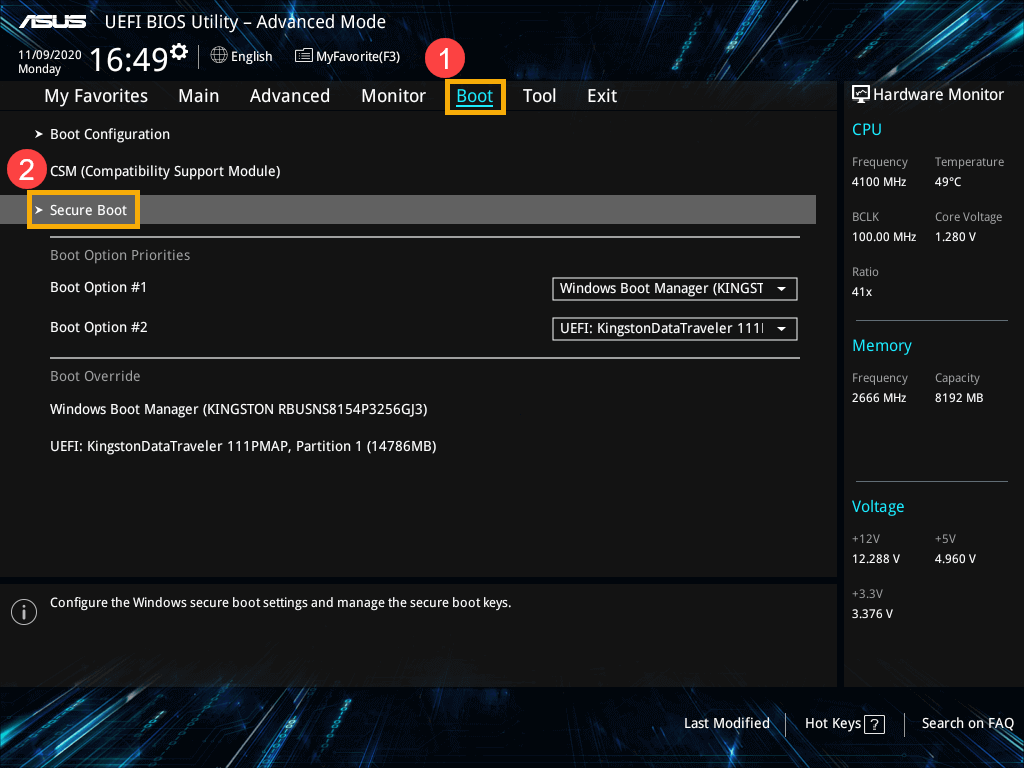 ASUS UEFI BIOS Utility – Advanced Mode
11/09/2020
Monday
16:49
English
MyFavorite(F3)
1
My Favorites Main Advanced Monitor Boot Tool Exit
Boot Configuration
2
CSM (Compatibility Support Module)
Secure Boot
Boot Option Priorities
Boot Option #1 Windows Boot Manager (KINGST
Boot Option #2 UEFI: KingstonDataTraveler 111
Boot Override
Windows Boot Manager (KINGSTON RBUSNS8154P3256GJ3)
UEFI: KingstonDataTraveler 111PMAP, Partition 1 (14786MB)
Configure the Windows secure boot settings and manage the secure boot keys.
Hardware Monitor
CPU
Frequency Temperature
4100 MHz 49°C
BCLK Core Voltage
100.00 MHz 1.280 V
Ratio
41x
Memory
Frequency Capacity
2666 MHz 8192 MB
Voltage
+12V +5V
12.288 V 4.960 V
+3.3V
3.376 V
Last Modified Hot Keys ? Search on FAQ